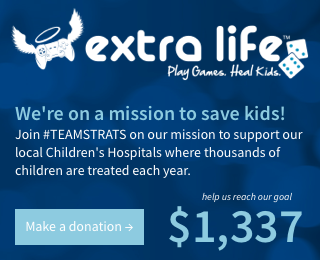 extra life™
Play Games. Heal Kids.
We're on a mission to save kids!
Join #TEAMSTRATS on our mission to support our
local Children's Hospitals where thousands of
children are treated each year.
help us reach our goal
Make a donation →
$1,337